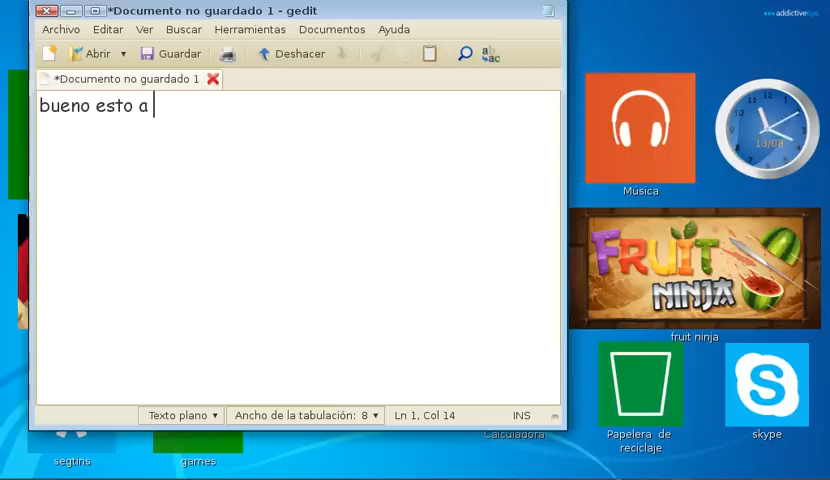 *Documento no guardado 1 - gedit
addictivetips
Archivo Editar Ver Buscar Herramientas Documentos Ayuda
Abrir Guardar Deshacer
*Documento no guardado 1
bueno esto a
12
13/08
Música
FRUIT
NINJA
fruit ninja
Texto plano Ancho de la tabulación: 8 Ln 1, Col 14 INS
Calculadora
Papelera de
reciclaje
skype
segtins
games